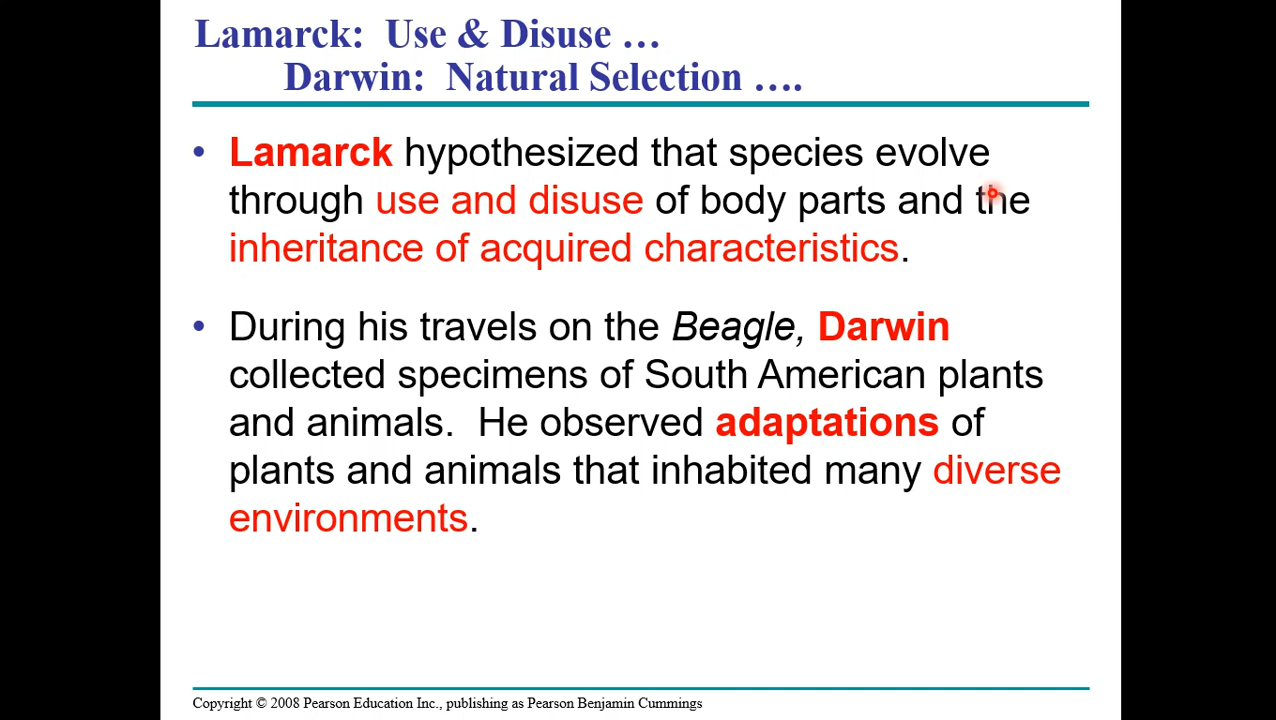 Lamarck: Use & Disuse …
Darwin: Natural Selection ….
• Lamarck hypothesized that species evolve
through use and disuse of body parts and the
inheritance of acquired characteristics.
• During his travels on the Beagle, Darwin
collected specimens of South American plants
and animals. He observed adaptations of
plants and animals that inhabited many diverse
environments.
Copyright © 2008 Pearson Education Inc., publishing as Pearson Benjamin Cummings